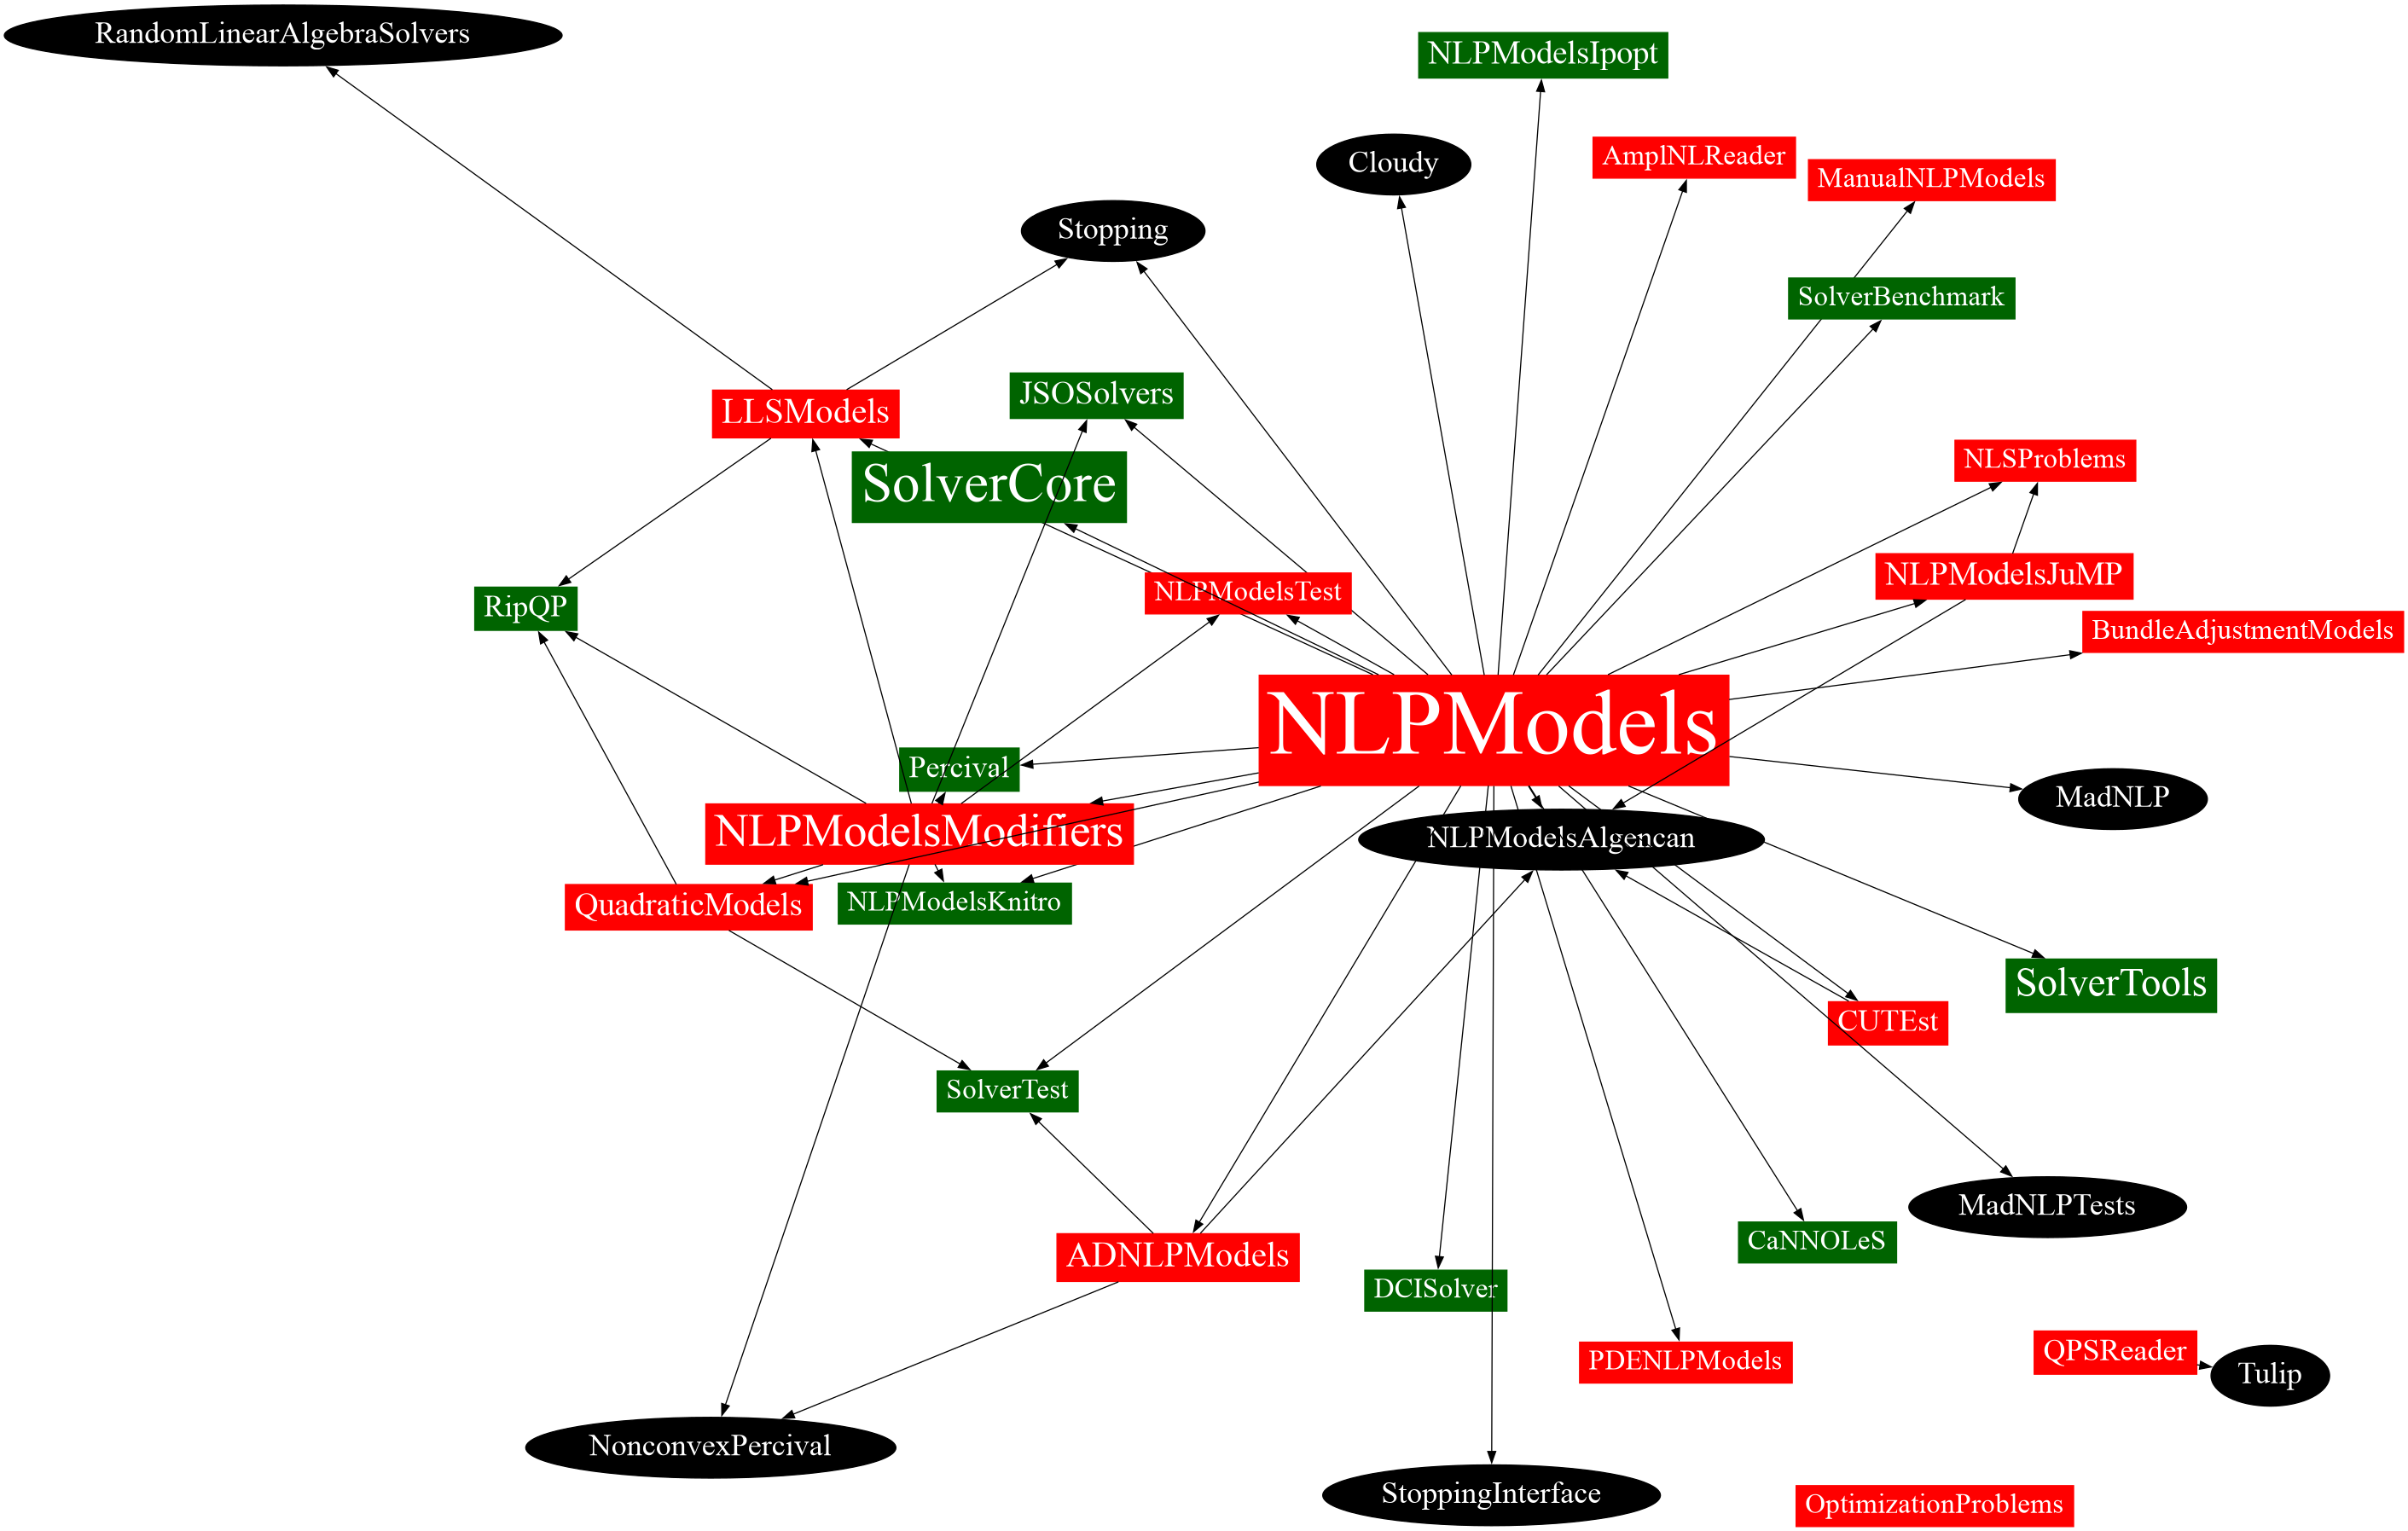 RandomLinearAlgebraSolvers
NLPModelsIpopt
Cloudy
AmplNLReader
ManualNLPModels
Stopping
SolverBenchmark
JSOSolvers
LLSModels
NLSProblems
SolverCore
NLPModelsJuMP
NLPModelsTest
RipQP
BundleAdjustmentModels
NLPModels
Percival
MadNLP
NLPModelsModifiers
NLPModelsAlgencan
QuadraticModels
NLPModelsKnitro
SolverTools
CUTEst
SolverTest
MadNLPTests
CaNNOLeS
ADNLPModels
DCISolver
PDENLPModels
QPSReader
Tulip
NonconvexPercival
StoppingInterface
OptimizationProblems